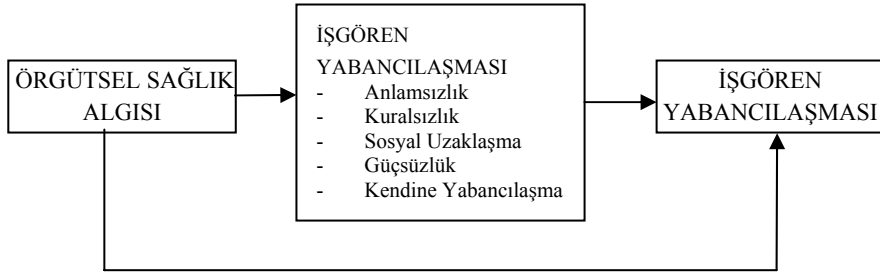 ÖRGÜTSEL SAĞLIK
ALGISI
İŞGÖREN
YABANCILAŞMASI
- Anlamsızlık
- Kuralsızlık
- Sosyal Uzaklaşma
- Güçsüzlük
- Kendine Yabancılaşma
İŞGÖREN
YABANCILAŞMASI